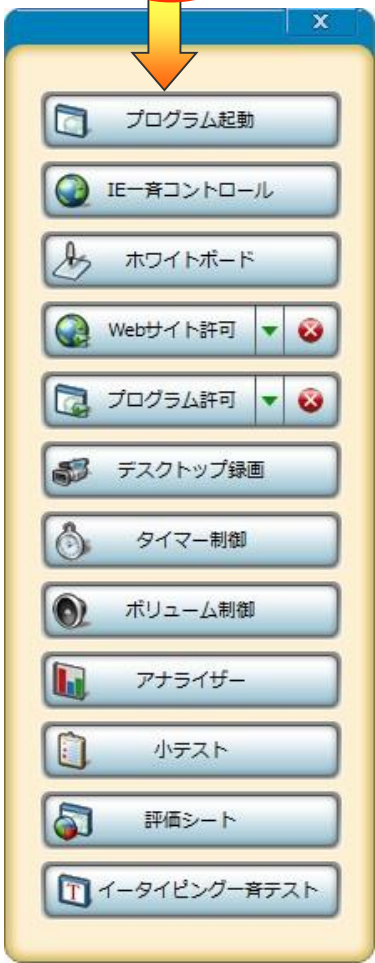 X
プログラム起動
IE一斉コントロール
ホワイトボード
Webサイト許可
プログラム許可
デスクトップ録画
タイマー制御
ボリューム制御
アナライザー
小テスト
評価シート
T イータイピング一斉テスト